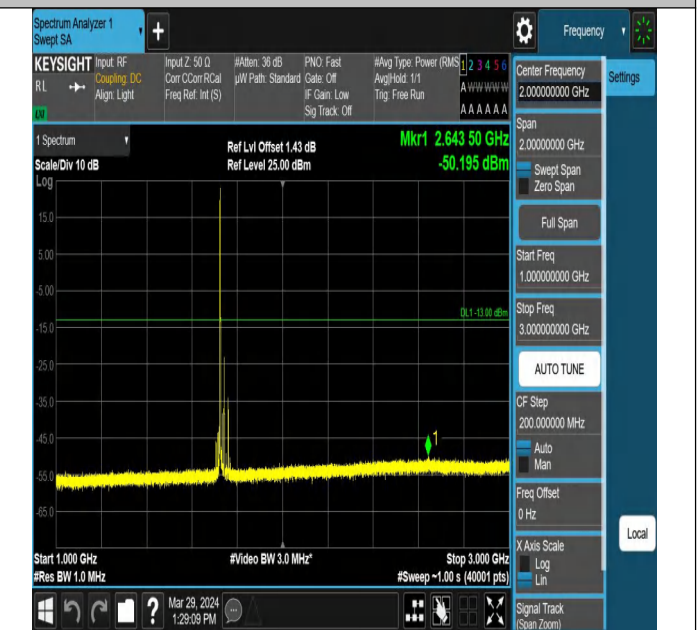 Spectrum Analyzer 1
Swept SA
+
Frequency
KEYSIGHT
RL
LXI
Input: RF
Coupling: DC
Align: Light
Input Z: 50 Ω
Corr CCorr RCal
Freq Ref: Int (S)
#Atten: 36 dB
µW Path: Standard
PNO: Fast
Gate: Off
IF Gain: Low
Sig Track: Off
#Avg Type: Power (RMS
Avg|Hold: 1/1
Trig: Free Run
1 2 3 4 5 6
A W W W W W
A A A A A A
1 Spectrum
Scale/Div 10 dB
Log
Ref Lvl Offset 1.43 dB
Ref Level 25.00 dBm
Mkr1 2.643 50 GHz
-50.195 dBm
15.0
5.00
-5.00
-15.0
-25.0
-35.0
-45.0
-55.0
-65.0
DL1 -13.00 dBm
1
Start 1.000 GHz
#Res BW 1.0 MHz
#Video BW 3.0 MHz*
Stop 3.000 GHz
#Sweep ~1.00 s (40001 pts)
Center Frequency
2.000000000 GHz
Settings
Span
2.00000000 GHz
Swept Span
Zero Span
Full Span
Start Freq
1.000000000 GHz
Stop Freq
3.000000000 GHz
AUTO TUNE
CF Step
200.000000 MHz
Auto
Man
Freq Offset
0 Hz
X Axis Scale
Log
Lin
Signal Track
(Span Zoom)
Local
?
Mar 29, 2024
1:29:09 PM